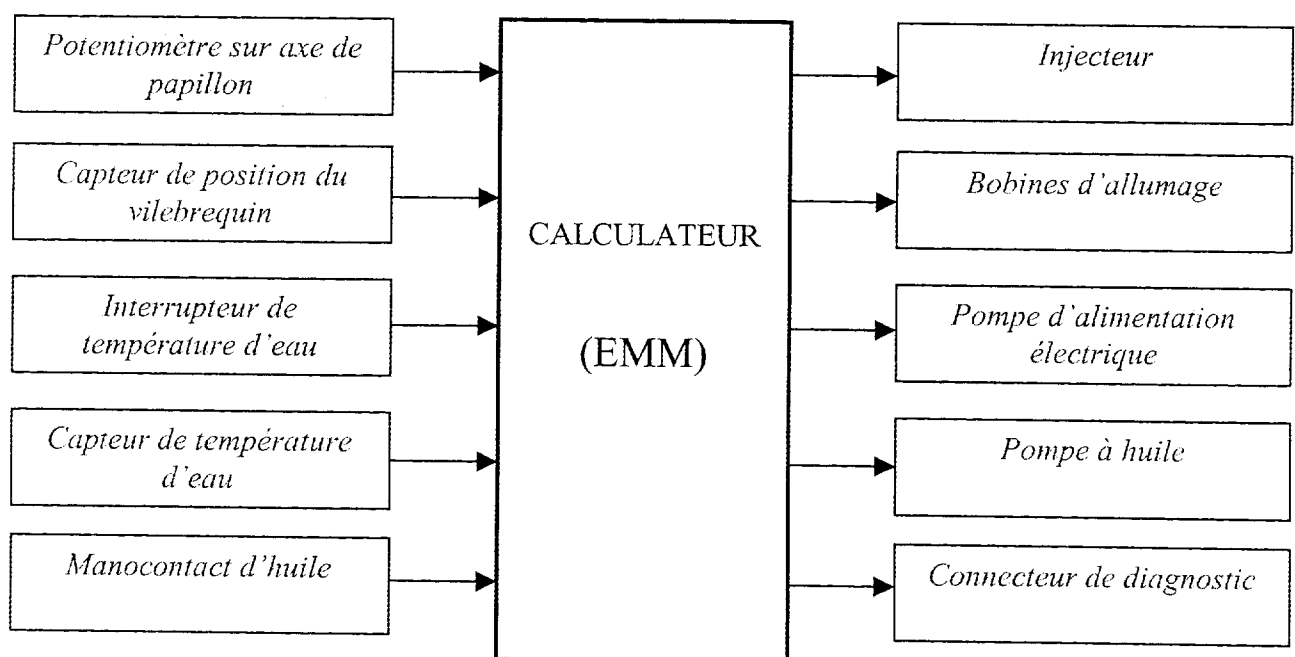 Potentiomètre sur axe de
papillon
Capteur de position du
vilebrequin
Interrupteur de
température d'eau
Capteur de température
d'eau
Manocontact d'huile
CALCULATEUR
(EMM)
Injecteur
Bobines d'allumage
Pompe d'alimentation
électrique
Pompe à huile
Connecteur de diagnostic